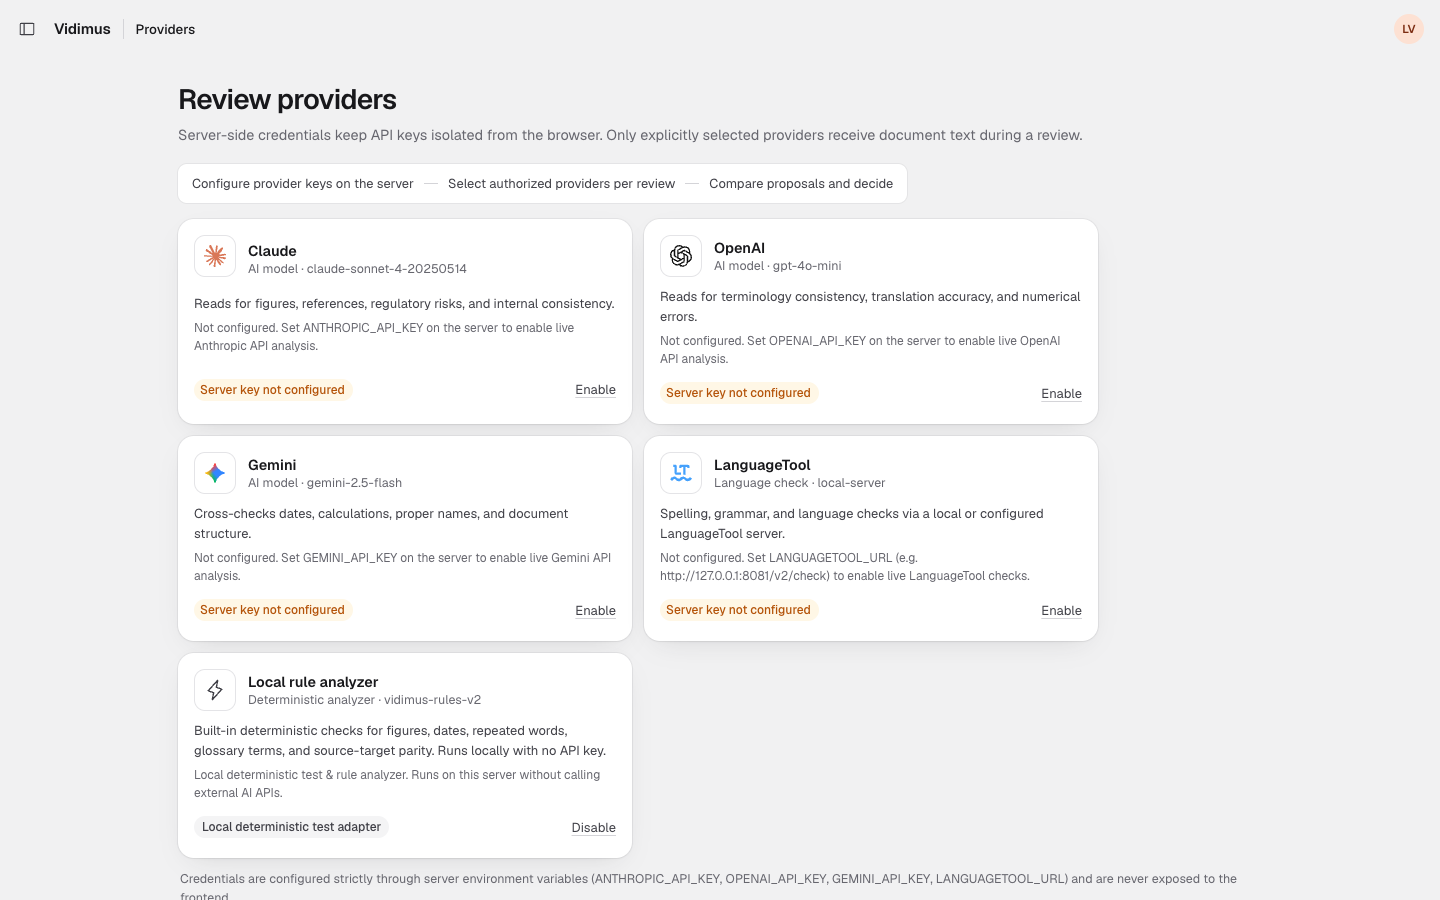 Vidimus
Providers
LV
Review providers
Server-side credentials keep API keys isolated from the browser. Only explicitly selected providers receive document text during a review.
Configure provider keys on the server — Select authorized providers per review — Compare proposals and decide
Claude
AI model · claude-sonnet-4-20250514
Reads for figures, references, regulatory risks, and internal consistency.
Not configured. Set ANTHROPIC_API_KEY on the server to enable live
Anthropic API analysis.
Server key not configured
Enable
OpenAI
AI model · gpt-4o-mini
Reads for terminology consistency, translation accuracy, and numerical
errors.
Not configured. Set OPENAI_API_KEY on the server to enable live OpenAI
API analysis.
Server key not configured
Enable
Gemini
AI model · gemini-2.5-flash
Cross-checks dates, calculations, proper names, and document
structure.
Not configured. Set GEMINI_API_KEY on the server to enable live Gemini API
analysis.
Server key not configured
Enable
LT
LanguageTool
Language check · local-server
Spelling, grammar, and language checks via a local or configured
LanguageTool server.
Not configured. Set LANGUAGETOOL_URL (e.g.
http://127.0.0.1:8081/v2/check) to enable live LanguageTool checks.
Server key not configured
Enable
Local rule analyzer
Deterministic analyzer · vidimus-rules-v2
Built-in deterministic checks for figures, dates, repeated words,
glossary terms, and source-target parity. Runs locally with no API key.
Local deterministic test & rule analyzer. Runs on this server without calling
external AI APIs.
Local deterministic test adapter
Disable
Credentials are configured strictly through server environment variables (ANTHROPIC_API_KEY, OPENAI_API_KEY, GEMINI_API_KEY, LANGUAGETOOL_URL) and are never exposed to the
frontend.